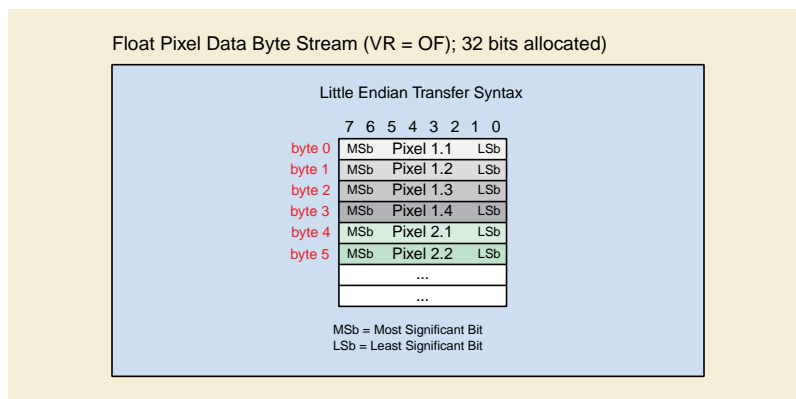 Float Pixel Data Byte Stream (VR = OF); 32 bits allocated)
Little Endian Transfer Syntax
7 6 5 4 3 2 1 0
byte 0 MSb Pixel 1.1 LSb
byte 1 MSb Pixel 1.2 LSb
byte 2 MSb Pixel 1.3 LSb
byte 3 MSb Pixel 1.4 LSb
byte 4 MSb Pixel 2.1 LSb
byte 5 MSb Pixel 2.2 LSb
...
...
MSb = Most Significant Bit
LSb = Least Significant Bit